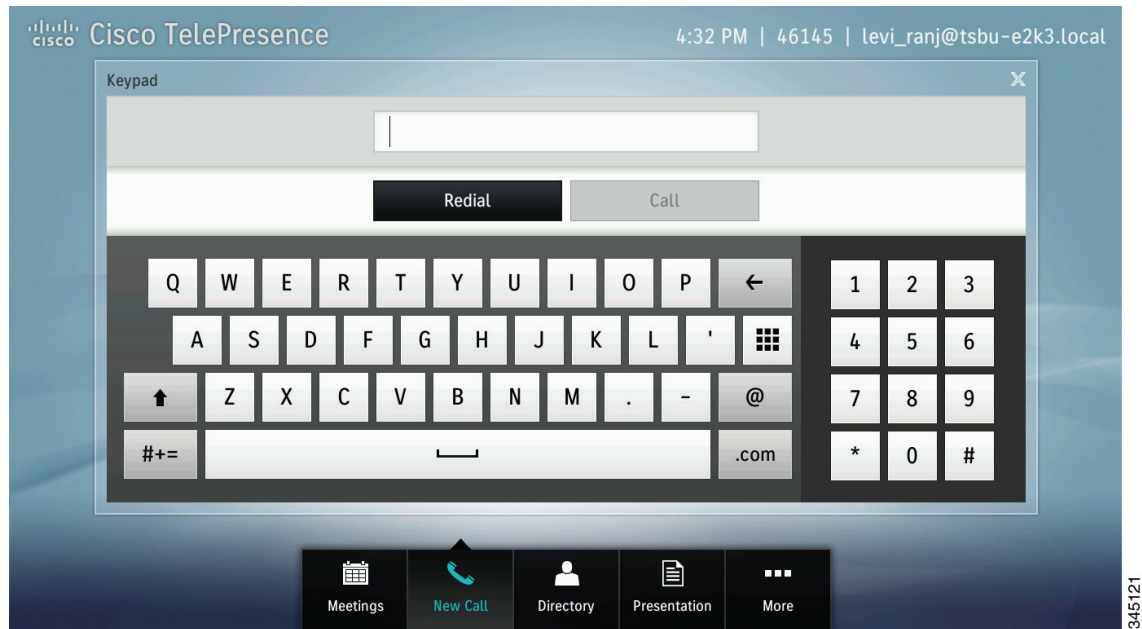 cisco Cisco TelePresence 4:32 PM | 46145 | levi_ranj@tsbu-e2k3.local
Keypad X
Redial Call
Q W E R T Y U I O P ← 1 2 3
A S D F G H J K L ' 4 5 6
Z X C V B N M . - @ 7 8 9
#+= .com * 0 #
Meetings New Call Directory Presentation More
345121